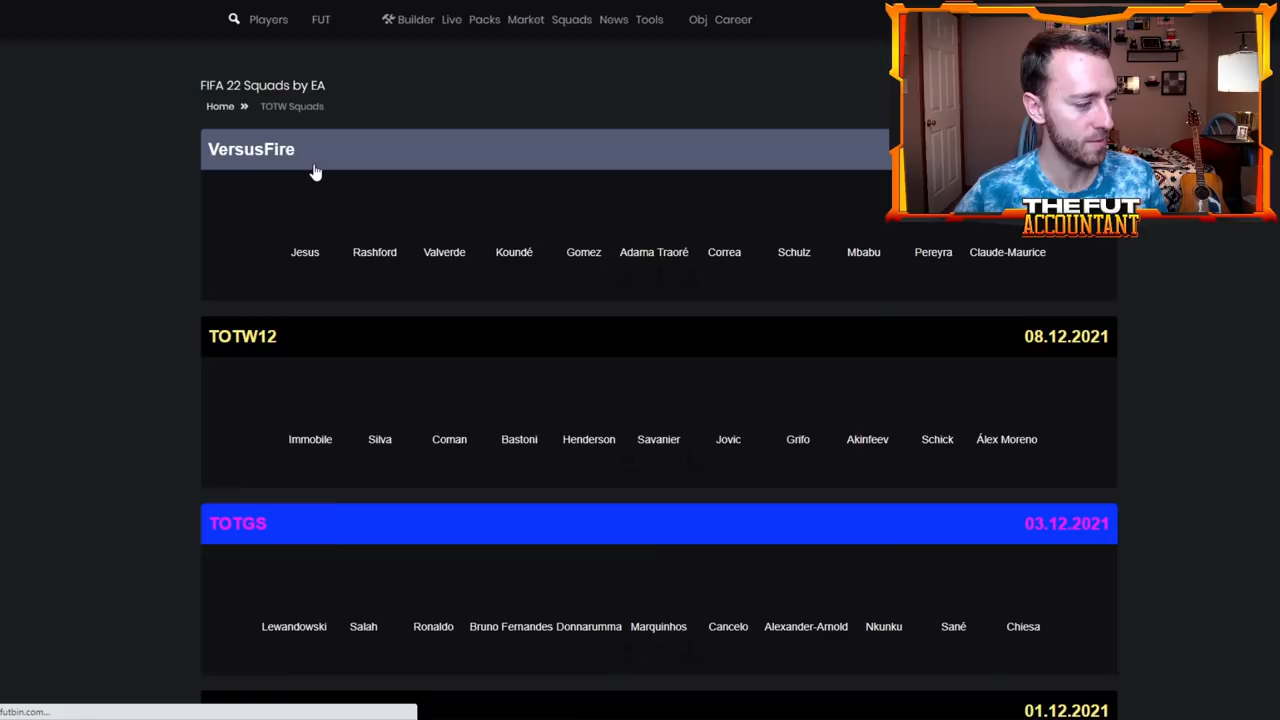 Players FUT Builder Live Packs Market Squads News Tools Obj Career
FIFA 22 Squads by EA
Home » TOTW Squads
VersusFire
Jesus Rashford Valverde Koundé Gomez Adama Traoré Correa Schulz Mbabu Pereyra Claude-Maurice
TOTW12 08.12.2021
Immobile Silva Coman Bastoni Henderson Savanier Jovic Grifo Akinfeev Schick Álex Moreno
TOTGS 03.12.2021
Lewandowski Salah Ronaldo Bruno Fernandes Donnarumma Marquinhos Cancelo Alexander-Arnold Nkunku Sané Chiesa
01.12.2021
futbin.com...
THE FUT
ACCOUNTANT